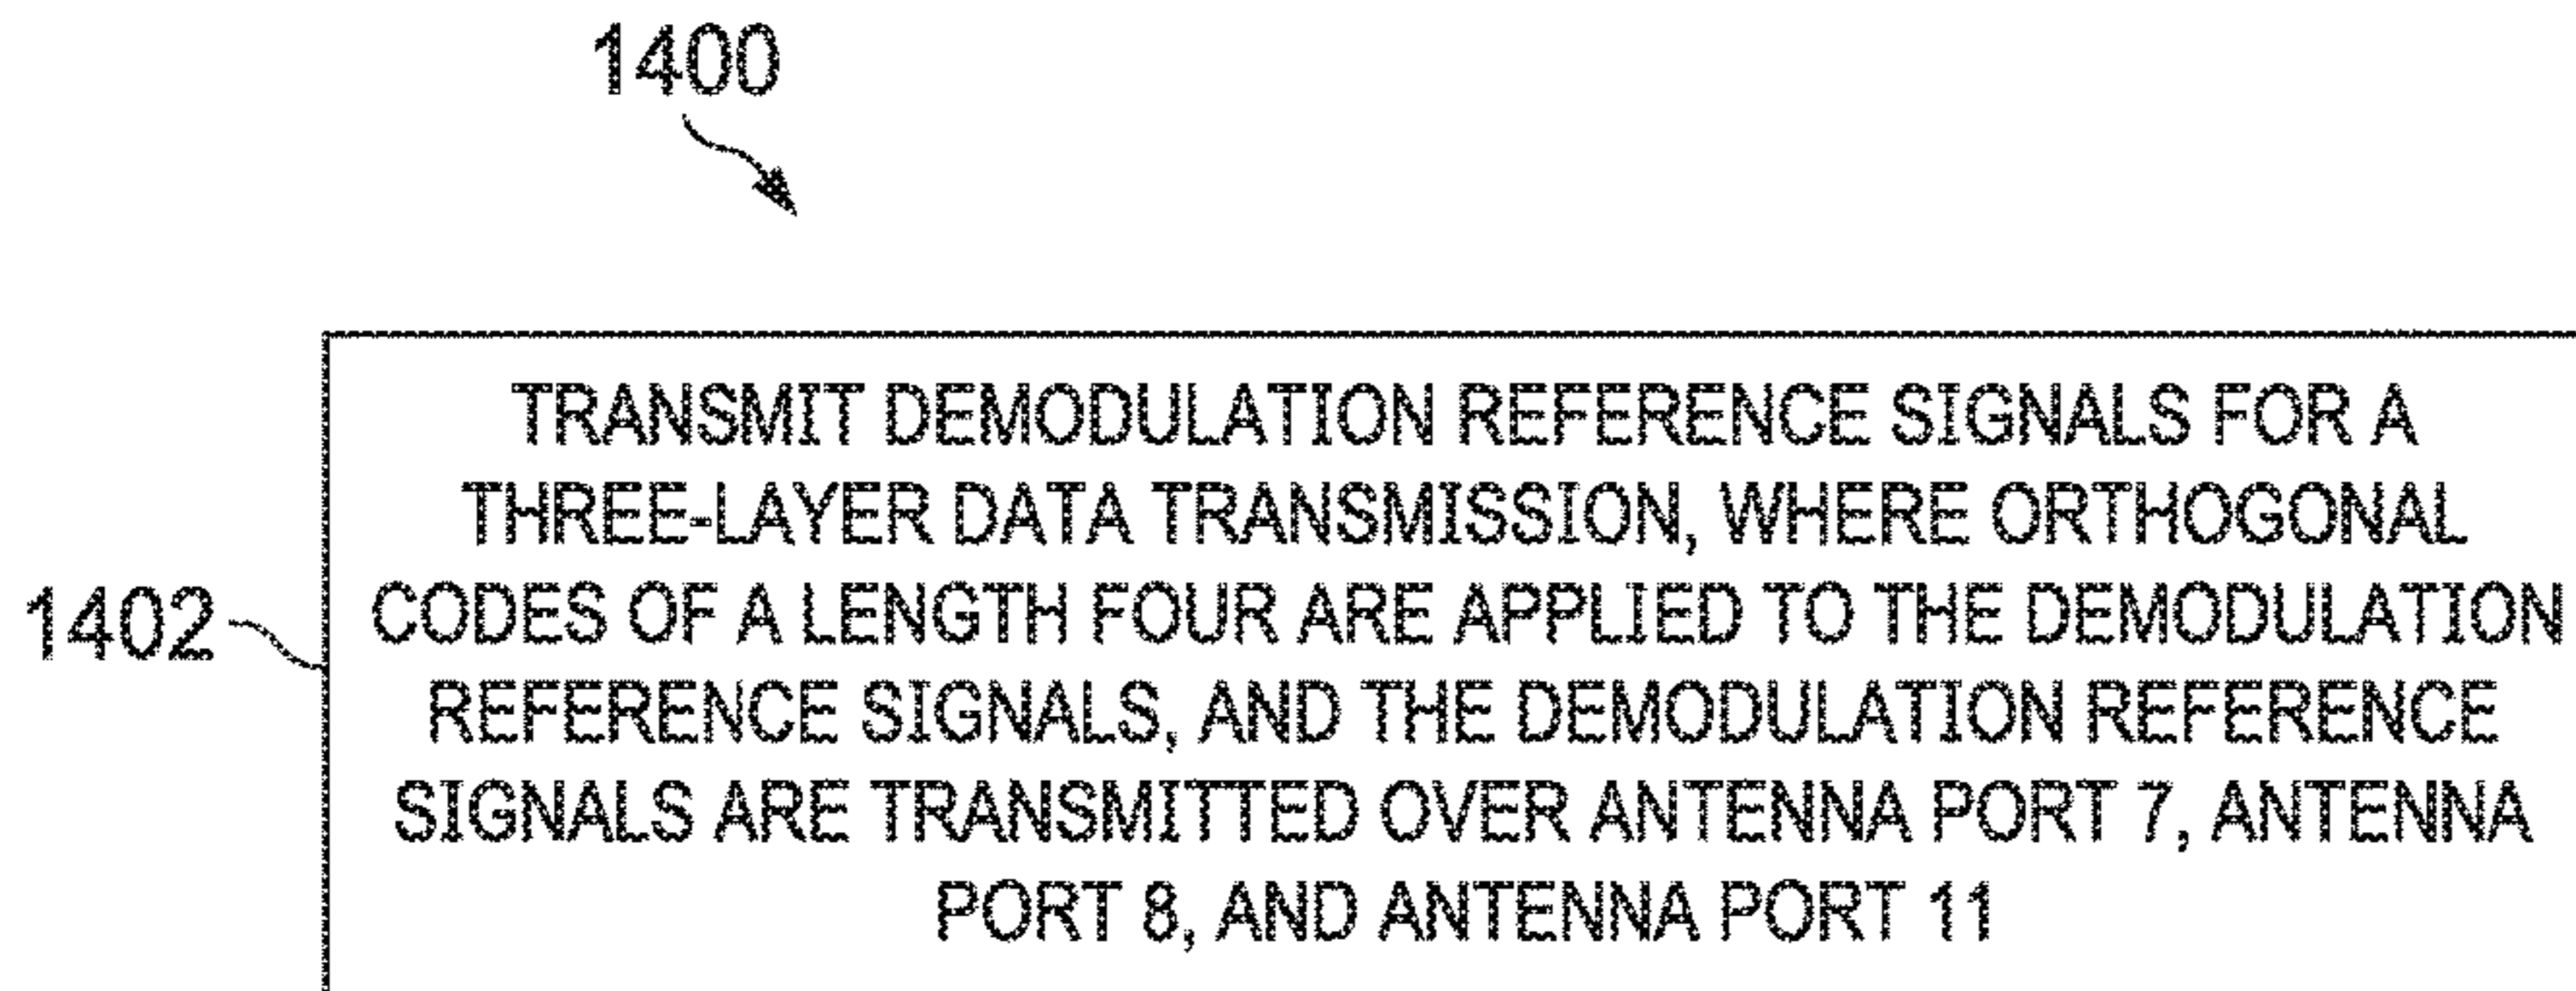 1400
TRANSMIT DEMODULATION REFERENCE SIGNALS FOR A
THREE-LAYER DATA TRANSMISSION, WHERE ORTHOGONAL
1402
CODES OF A LENGTH FOUR ARE APPLIED TO THE DEMODULATION
REFERENCE SIGNALS, AND THE DEMODULATION REFERENCE
SIGNALS ARE TRANSMITTED OVER ANTENNA PORT 7, ANTENNA
PORT 8, AND ANTENNA PORT 11